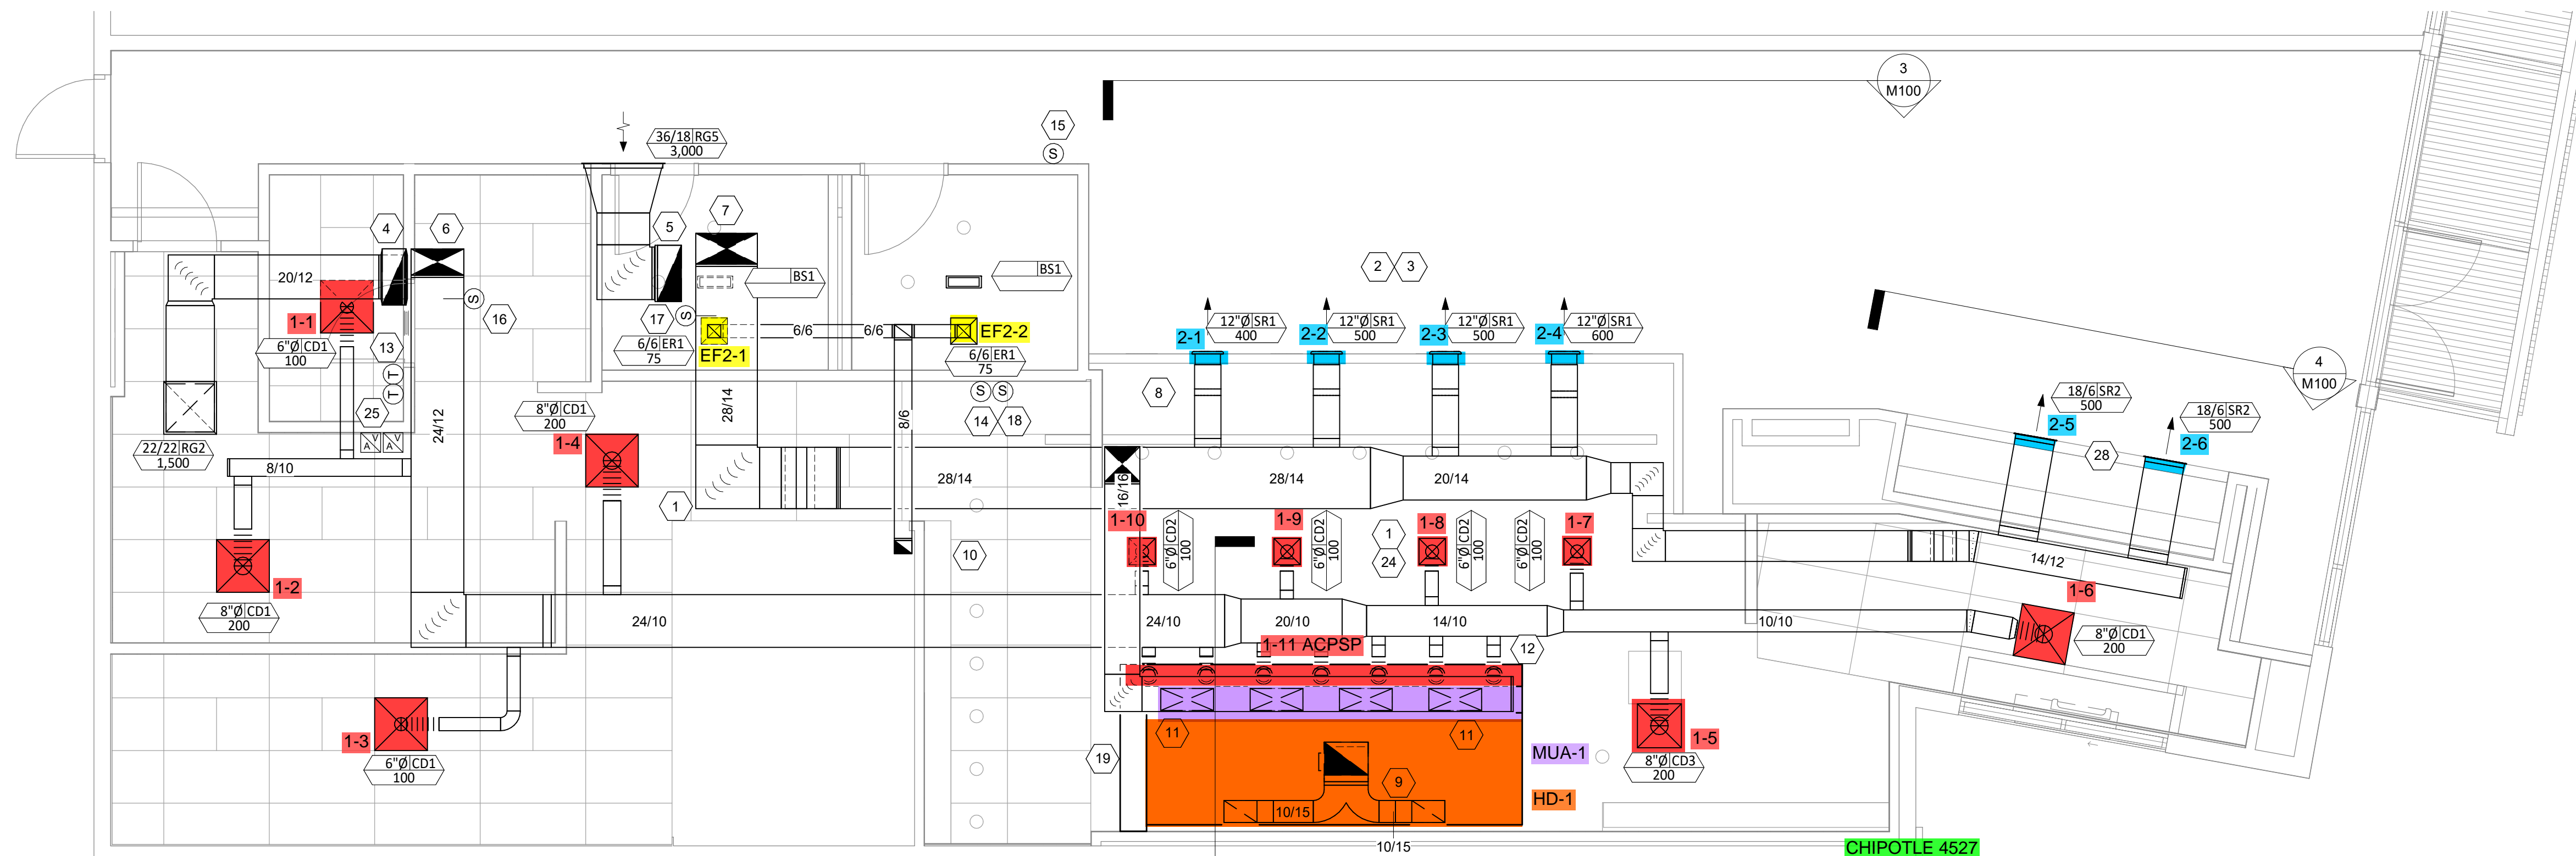 3
M100
15
S
36/18 RG5
3,000
4
6
7
5
BS1
BS1
20/12
1-1
6"Ø CD1
100
13
T
T
25
V
A
V
A
S
16
17
S
6/6 ER1
75
EF2-1
6/6
6/6
EF2-2
6/6 ER1
75
S
S
14
18
2
3
2-1
12"Ø SR1
400
2-2
12"Ø SR1
500
2-3
12"Ø SR1
500
2-4
12"Ø SR1
600
4
M100
18/6 SR2
500
2-5
18/6 SR2
500
2-6
28
8
22/22 RG2
1,500
8/10
24/12
8"Ø CD1
200
1-4
28/14
8/6
1
28/14
16/16
28/14
20/14
14/12
1-10
6"Ø CD2
100
1-9
6"Ø CD2
100
1
24
1-8
6"Ø CD2
100
1-7
6"Ø CD2
100
10
1-2
8"Ø CD1
200
24/10
24/10
20/10
14/10
10/10
1-6
8"Ø CD1
200
1-11 ACPSP
12
1-3
6"Ø CD1
100
11
11
19
MUA-1
1-5
8"Ø CD3
200
9
HD-1
10/15
10/15
CHIPOTLE 4527